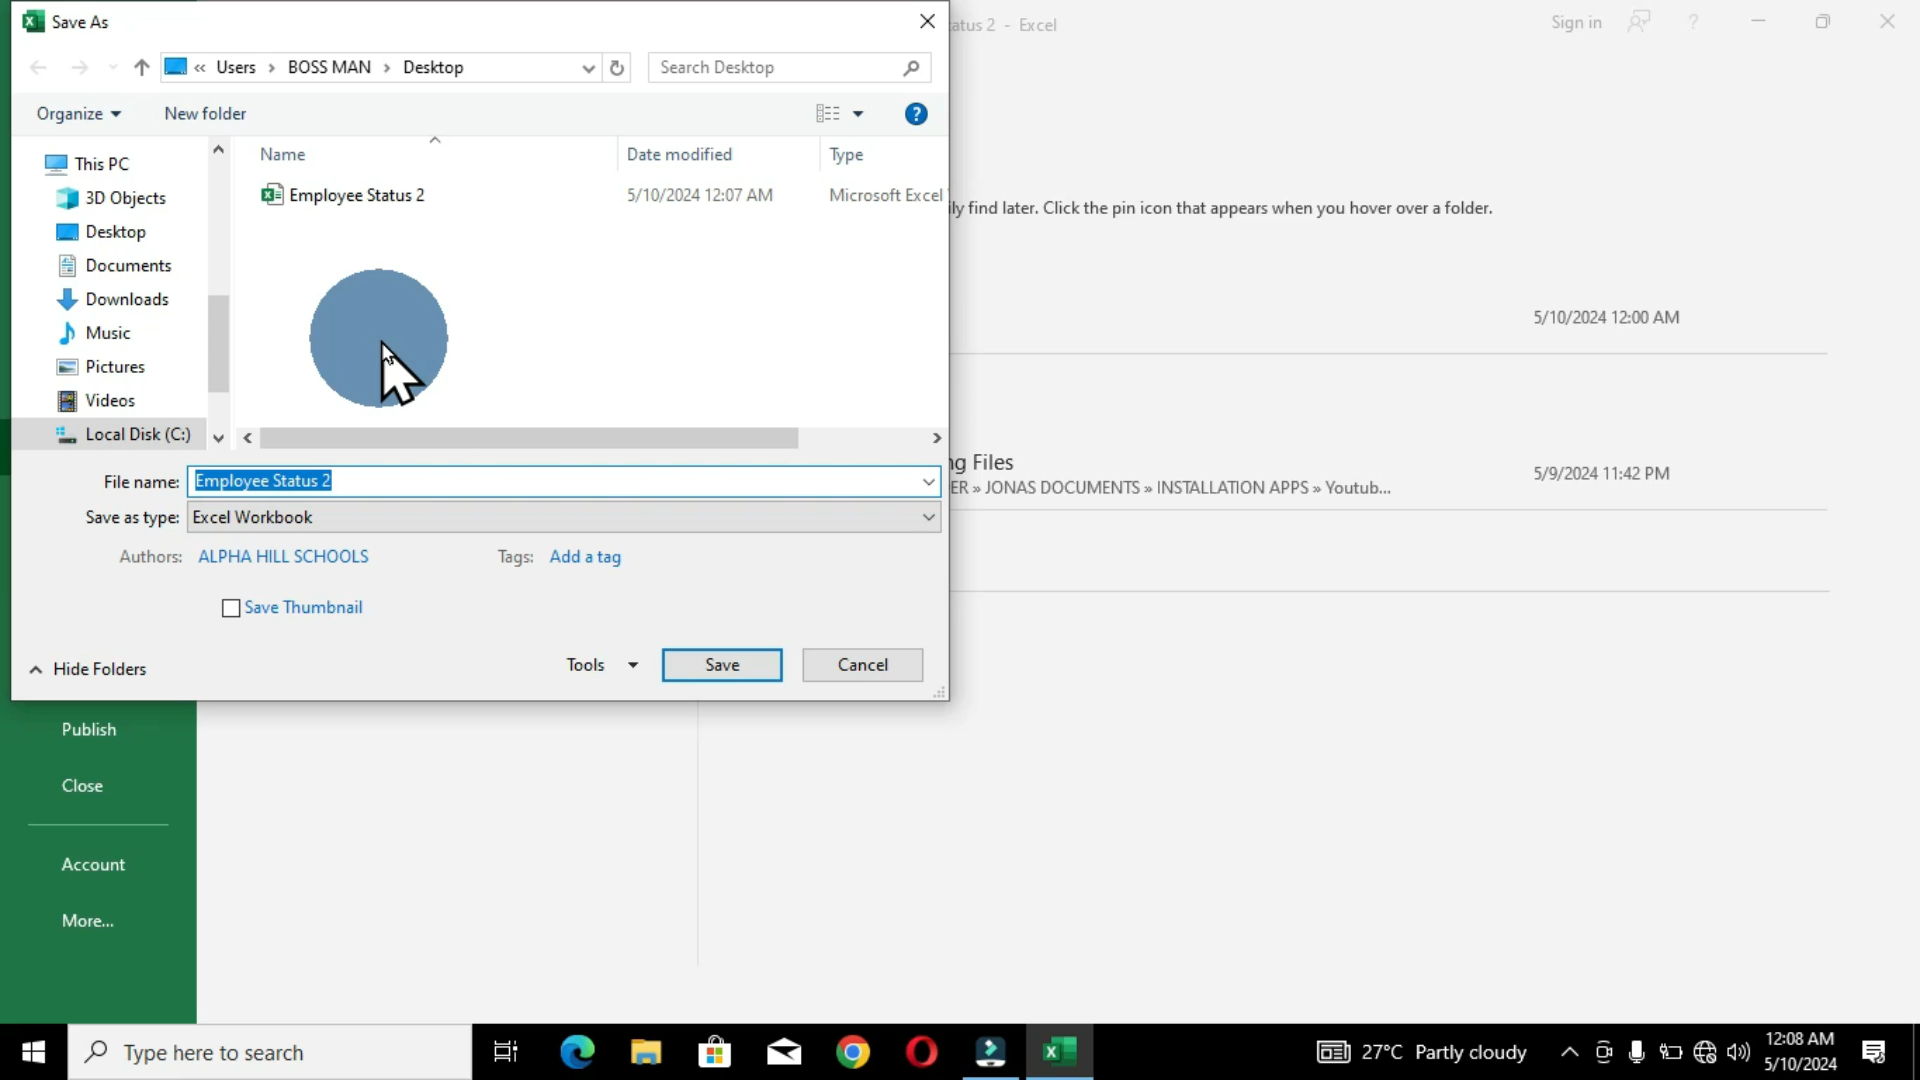 Save As
atus 2 - Excel
Sign in
?
« Users › BOSS MAN › Desktop
Search Desktop
Organize
New folder
?
Name
Date modified
Type
This PC
3D Objects
Desktop
Documents
Downloads
Music
Pictures
Videos
Local Disk (C:)
Employee Status 2
5/10/2024 12:07 AM
Microsoft Excel
ly find later. Click the pin icon that appears when you hover over a folder.
5/10/2024 12:00 AM
g Files
ER » JONAS DOCUMENTS » INSTALLATION APPS » Youtub...
5/9/2024 11:42 PM
File name: Employee Status 2
Save as type: Excel Workbook
Authors: ALPHA HILL SCHOOLS
Tags: Add a tag
Save Thumbnail
Hide Folders
Tools
Save
Cancel
Publish
Close
Account
More...
Type here to search
27°C Partly cloudy
12:08 AM
5/10/2024